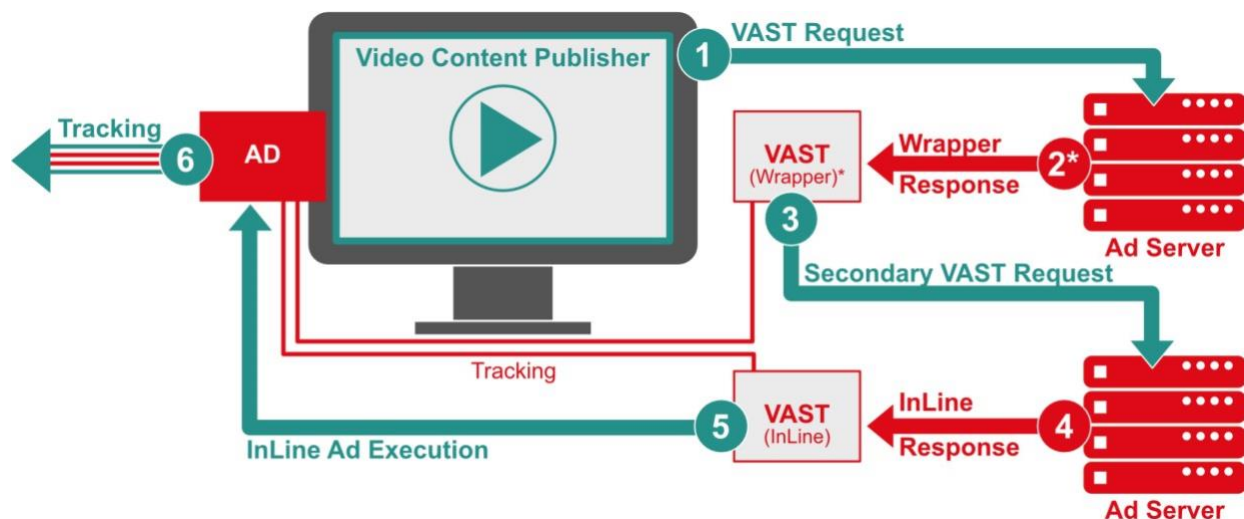 Video Content Publisher
1
VAST Request
Tracking
6
AD
VAST
(Wrapper)*
Wrapper
Response
2*
Ad Server
3
Secondary VAST Request
Tracking
VAST
(InLine)
5
InLine Ad Execution
InLine
Response
4
Ad Server